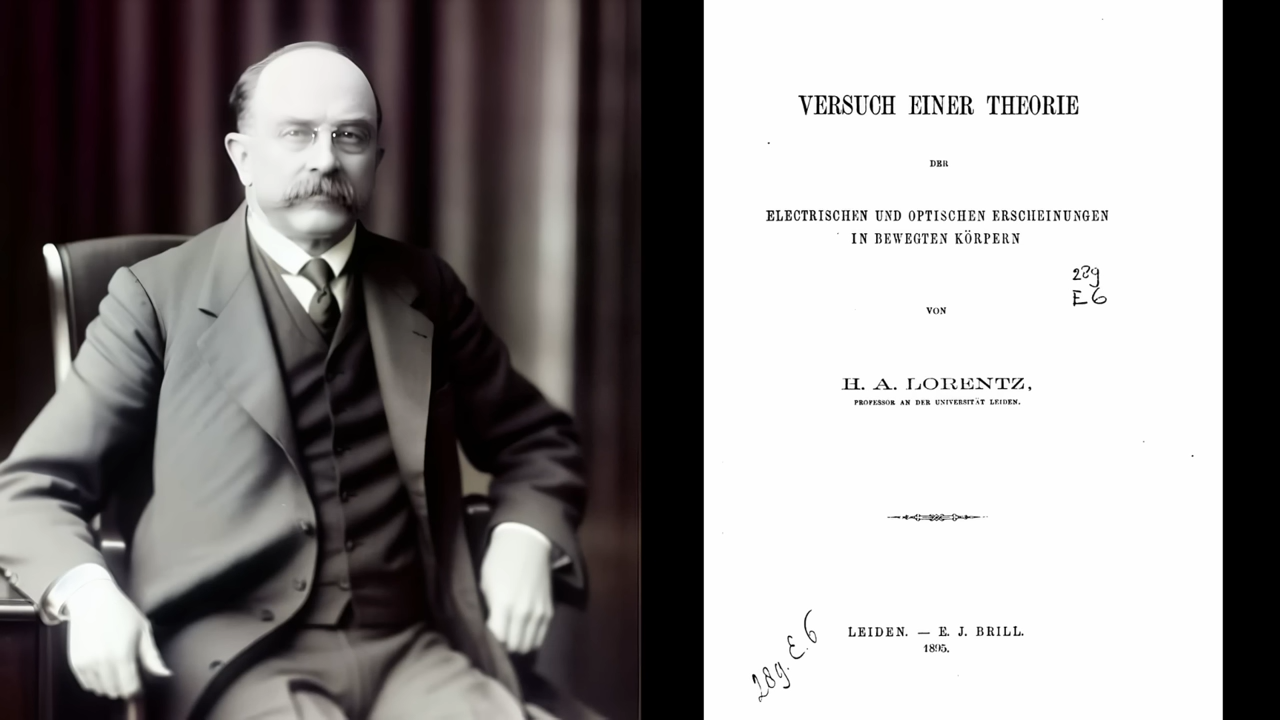 VERSUCH EINER THEORIE
DER
ELECTRISCHEN UND OPTISCHEN ERSCHEINUNGEN
IN BEWEGTEN KÖRPERN
289
E6
VON
H. A. LORENTZ,
PROFESSOR AN DER UNIVERSITÄT LEIDEN.
LEIDEN. — E. J. BRILL.
1895.
289. E. 6